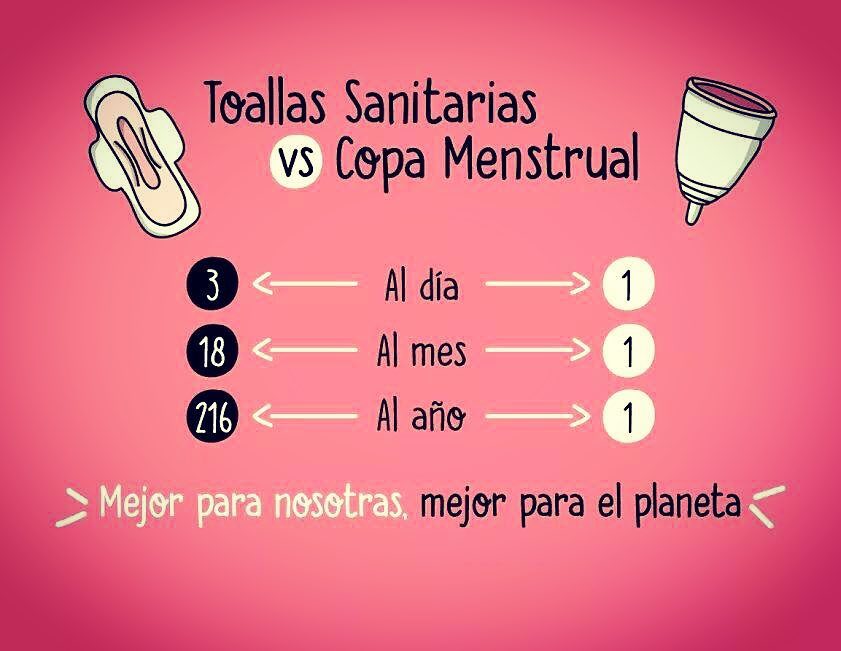 Toallas Sanitarias
vs Copa Menstrual
3 Al día 1
18 Al mes 1
216 Al año 1
Mejor para nosotras, mejor para el planeta